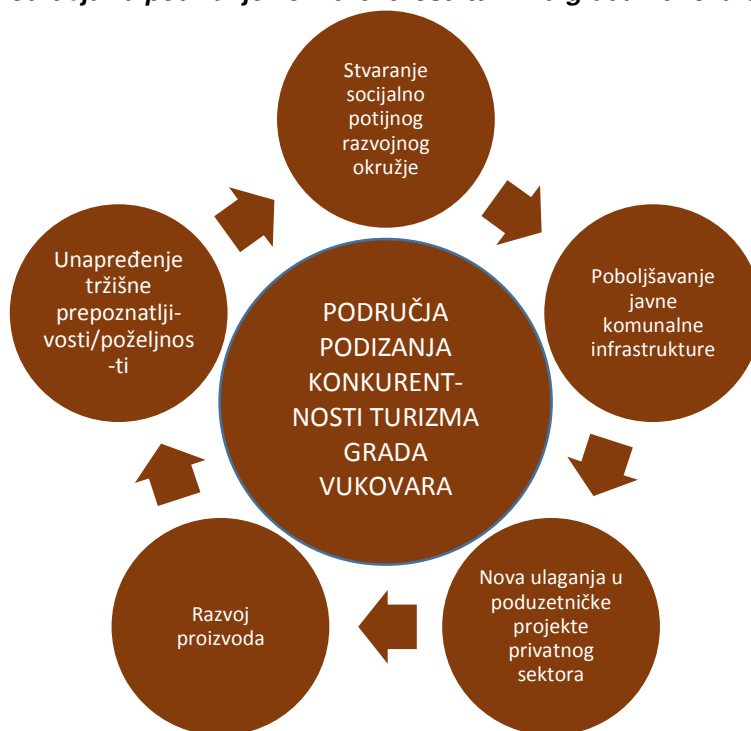 Stvaranje
socijalno
potijnog
razvojnog
okružje
Unapređenje
tržišne
prepoznatlji-
vosti/poželjnos
-ti
Poboljšavanje
javne
komunalne
infrastrukture
PODRUČJA
PODIZANJA
KONKURENT-
NOSTI TURIZMA
GRADA
VUKOVARA
Razvoj
proizvoda
Nova ulaganja u
poduzetničke
projekte
privatnog
sektora